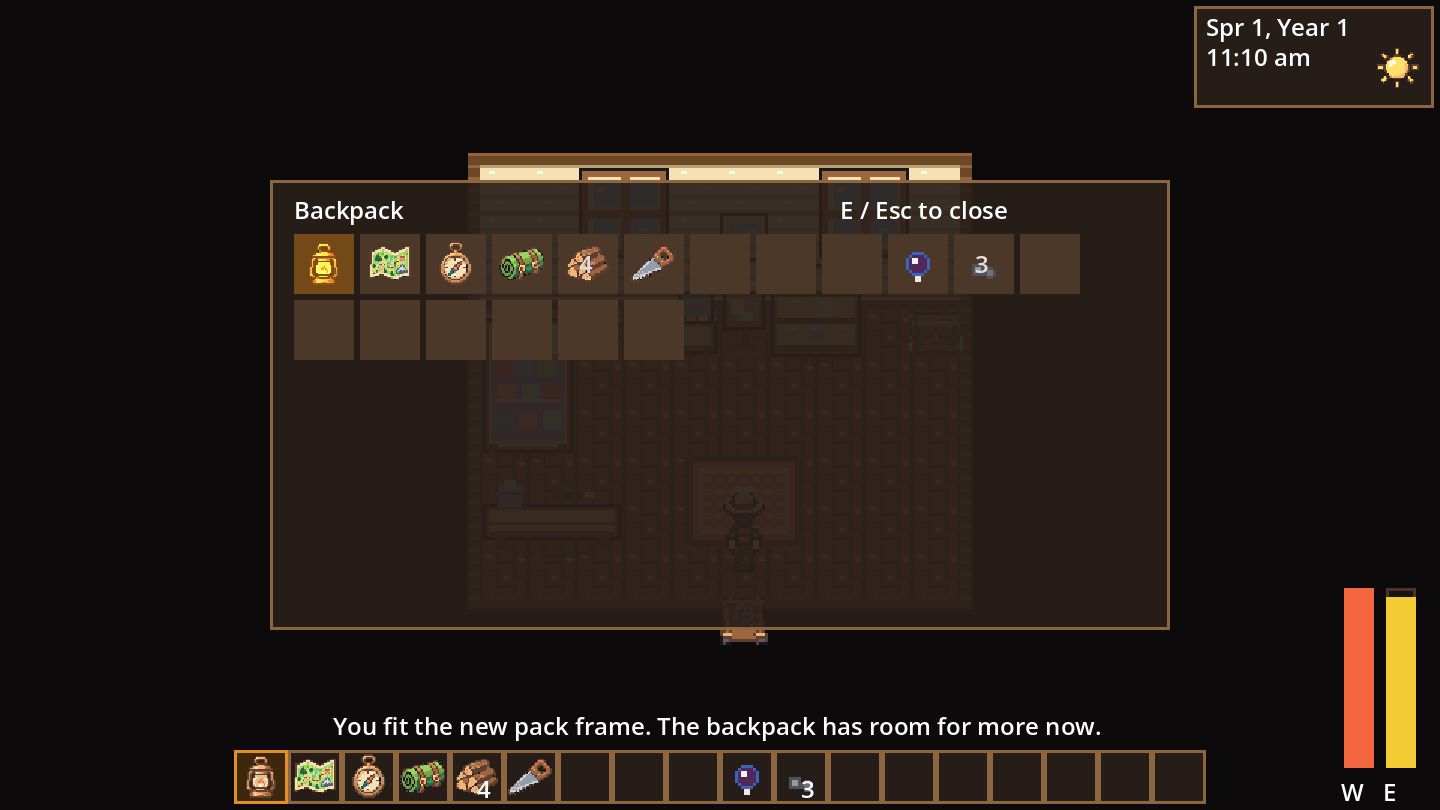 Spr 1, Year 1
11:10 am
Backpack
E / Esc to close
4
3
You fit the new pack frame. The backpack has room for more now.
4
3
W E